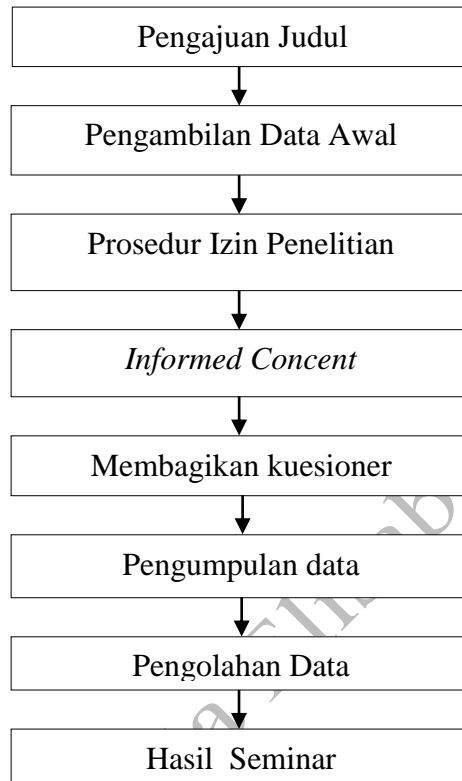 Pengajuan Judul
Pengambilan Data Awal
Prosedur Izin Penelitian
Informed Concent
Membagikan kuesioner
Pengumpulan data
Pengolahan Data
Hasil Seminar